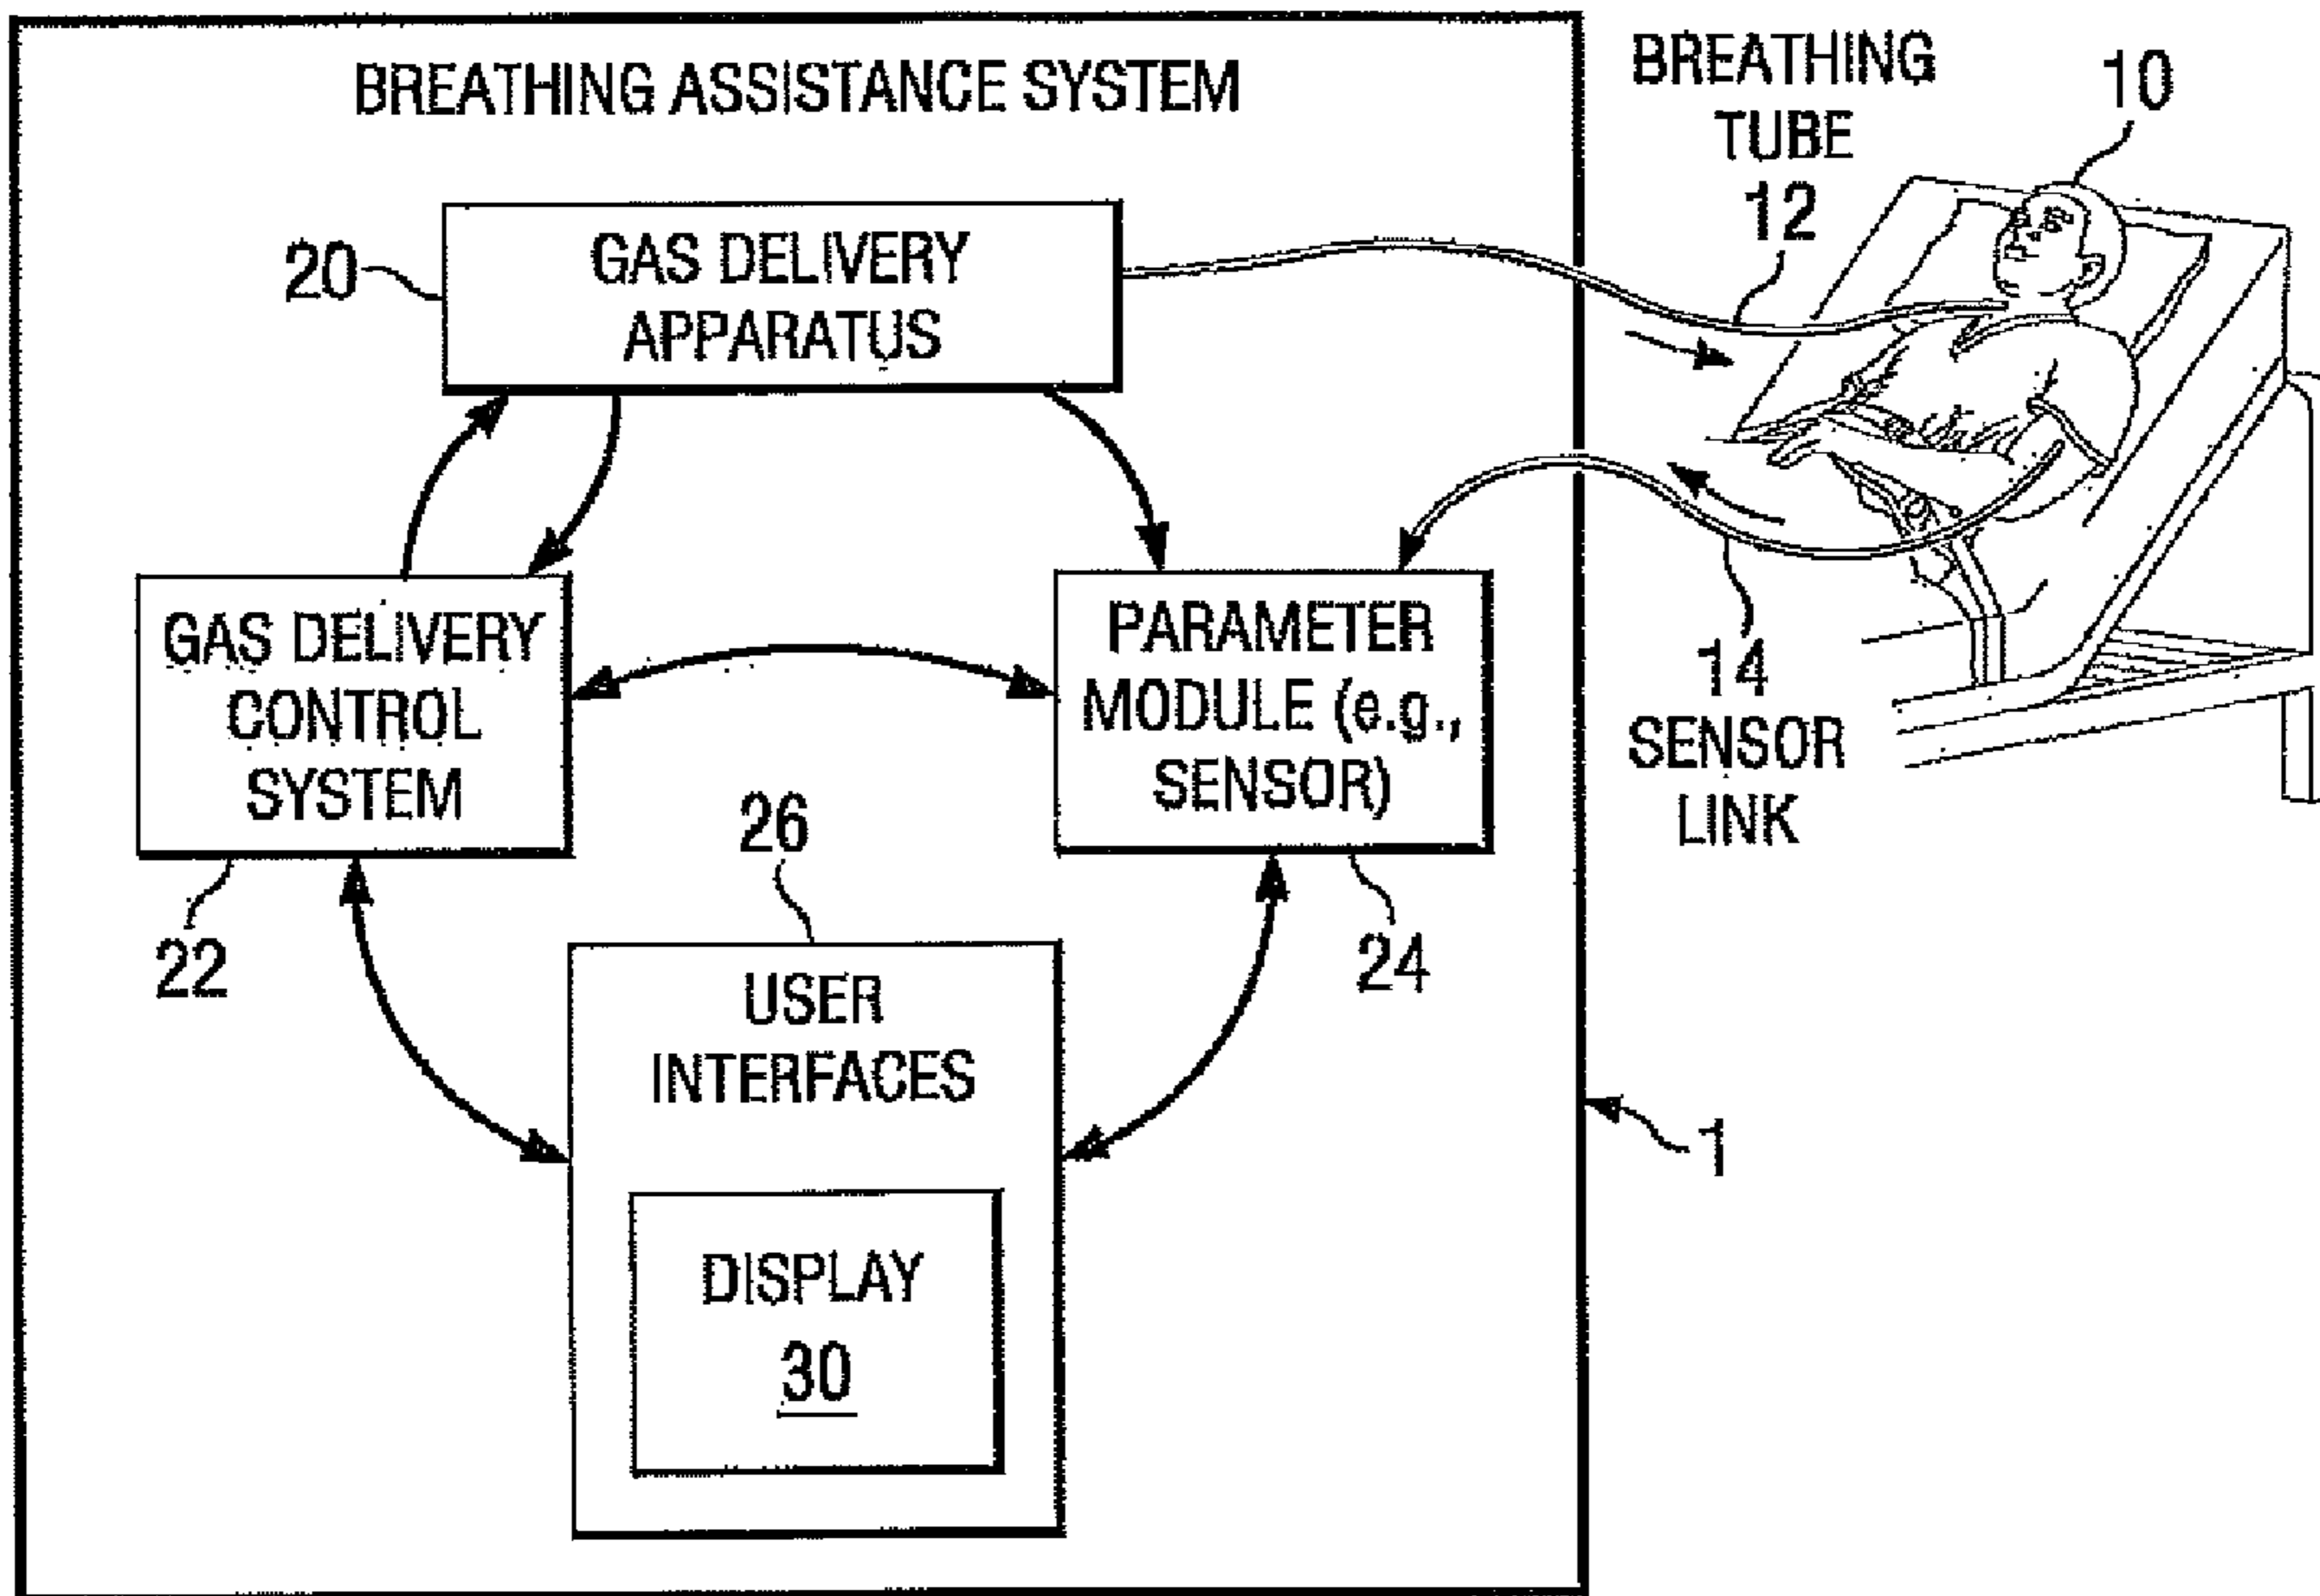 BREATHING ASSISTANCE SYSTEM
BREATHING
TUBE
12
10
20
GAS DELIVERY
APPARATUS
GAS DELIVERY
CONTROL
SYSTEM
22
PARAMETER
MODULE (e.g.,
SENSOR)
24
14
SENSOR
LINK
26
USER
INTERFACES
DISPLAY
30
1